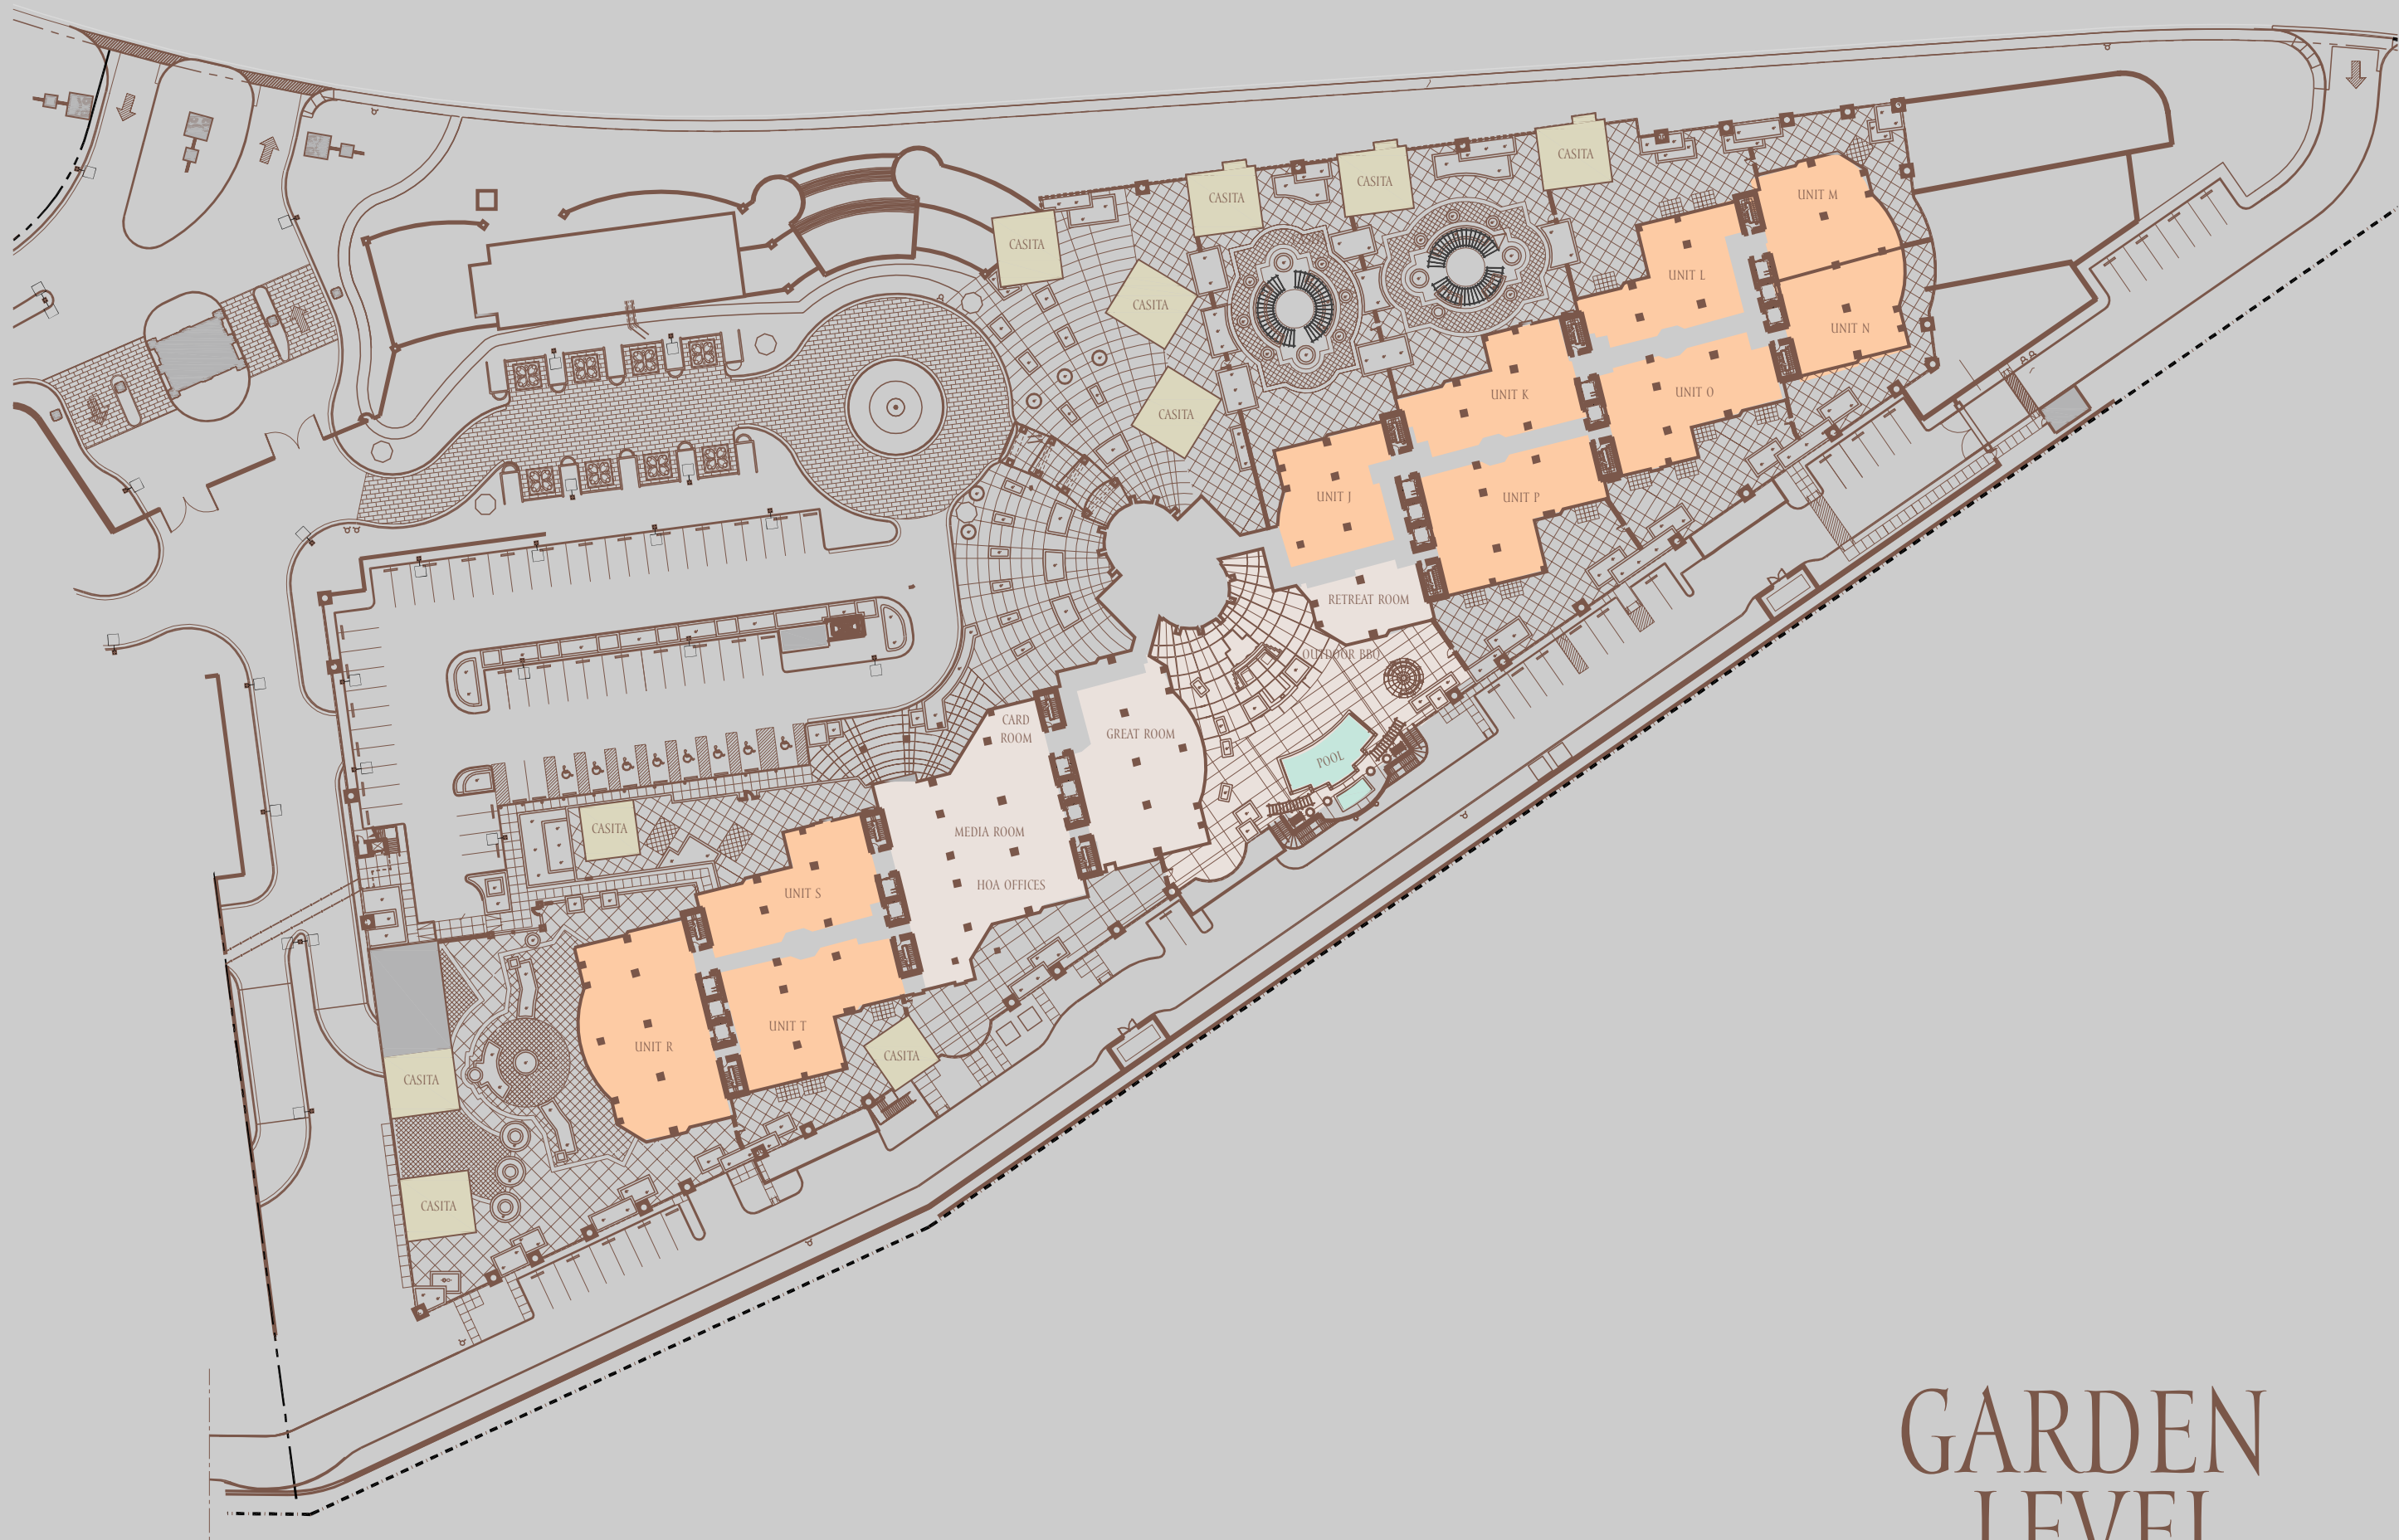 CASITA
CASITA
CASITA
CASITA
UNIT M
UNIT L
CASITA
UNIT N
CASITA
UNIT K
UNIT O
UNIT J
UNIT P
RETREAT ROOM
OUTDOOR BBQ
CARD
ROOM
GREAT ROOM
POOL
CASITA
MEDIA ROOM
UNIT S
HOA OFFICES
UNIT T
UNIT R
CASITA
CASITA
CASITA
GARDEN
LEVEL